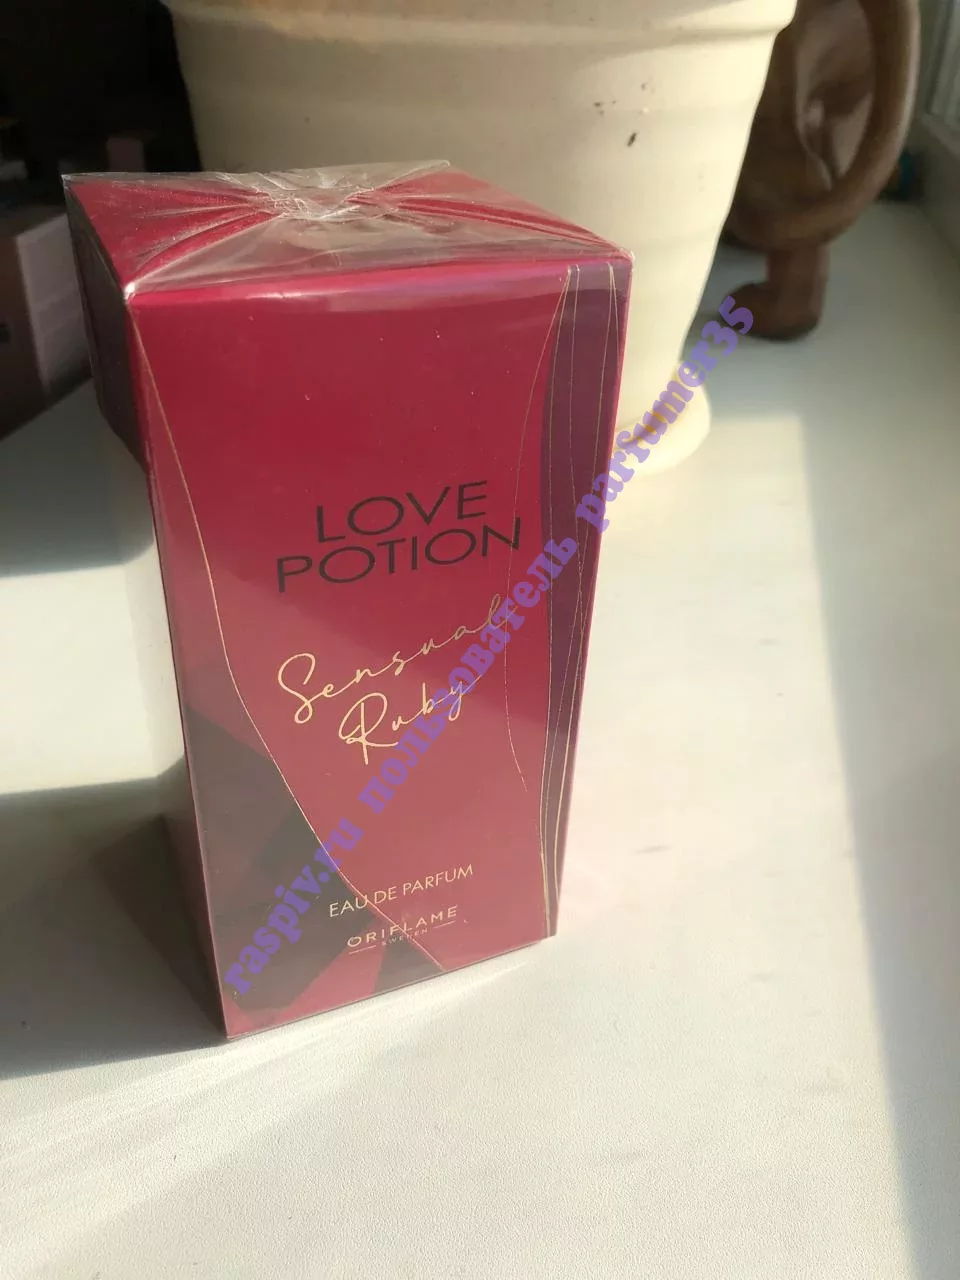 LOVE
POTION
Sensual
Ruby
EAU DE PARFUM
ORIFLAME
SWEDEN
raspiv.ru пользователь parfumer35